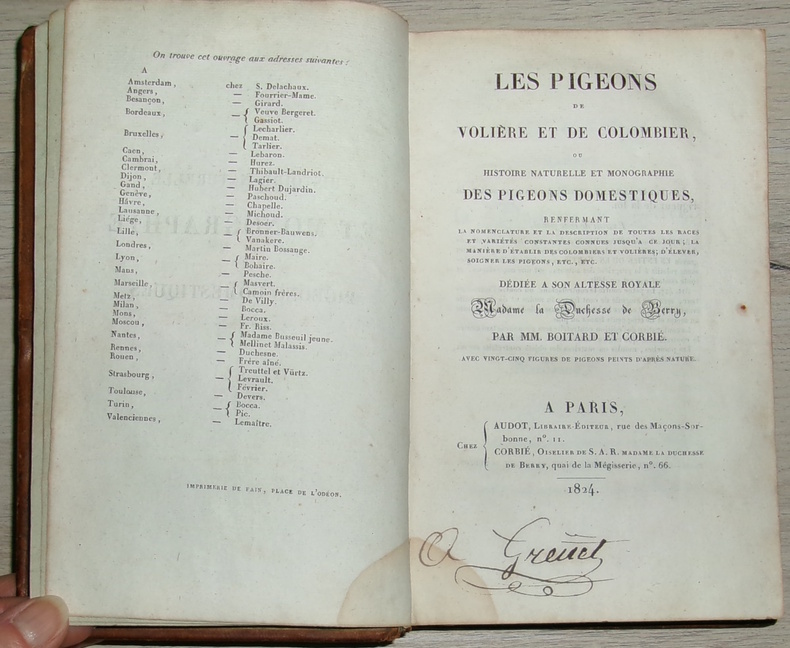 On trouve cet ouvrage aux adresses suivantes :
A
Amsterdam, chez S. Delachaux.
Angers, — Fourrier-Mame.
Besançon, — Girard.
Bordeaux, — { Veuve Bergeret.
Gassiot.
Bruxelles, — { Lecharlier.
Demat.
Tarlier.
Caen, — Lebaron.
Cambrai, — Hurez.
Clermont, — Thibault-Landriot.
Dijon, — Lagier.
Gand, — Hubert Dujardin.
Genêve, — Paschoud.
Hâvre, — Chapelle.
Lausanne, — Michoud.
Liége, — Desoer.
Lille, — { Bronner-Bauwens.
Vanakere.
Londres, — Martin Bossange.
Lyon, — { Maire.
Bohaire.
Mans, — Pesche.
Marseille, — { Masvert.
Camoin frères.
Metz, — De Villy.
Milan, — Bocca.
Mons, — Leroux.
Moscou, — Fr. Riss.
Nantes, — { Madame Busseuil jeune.
Mellinet Malassis.
Rennes, — Duchesne.
Rouen, — Frére aîné.
Strasbourg, — { Treuttel et Vürtz.
Levrault.
Février.
Toulouse, — Devers.
Turin, — { Bocca.
Pic.
Valenciennes, — Lemaître.
IMPRIMERIE DE FAIN, PLACE DE L'ODÉON.
LES PIGEONS
DE
VOLIÈRE ET DE COLOMBIER,
OU
HISTOIRE NATURELLE ET MONOGRAPHIE
DES PIGEONS DOMESTIQUES,
RENFERMANT
LA NOMENCLATURE ET LA DESCRIPTION DE TOUTES LES RACES
ET VARIÉTÉS CONSTANTES CONNUES JUSQU'A CE JOUR ; LA
MANIÈRE D'ÉTABLIR DES COLOMBIERS ET VOLIÈRES ; D'ÉLEVER,
SOIGNER LES PIGEONS, ETC., ETC.
DÉDIÉE A SON ALTESSE ROYALE
Madame la Duchesse de Berry,
PAR MM. BOITARD ET CORBIÉ.
AVEC VINGT-CINQ FIGURES DE PIGEONS PEINTS D'APRÈS NATURE.
A PARIS,
CHEZ { AUDOT, LIBRAIRE-ÉDITEUR, rue des Maçons-Sor-
bonne, n°. 11.
CORBIÉ, OISELIER DE S. A. R. MADAME LA DUCHESSE
DE BERRY, quai de la Mégisserie, n°. 66.
1824.